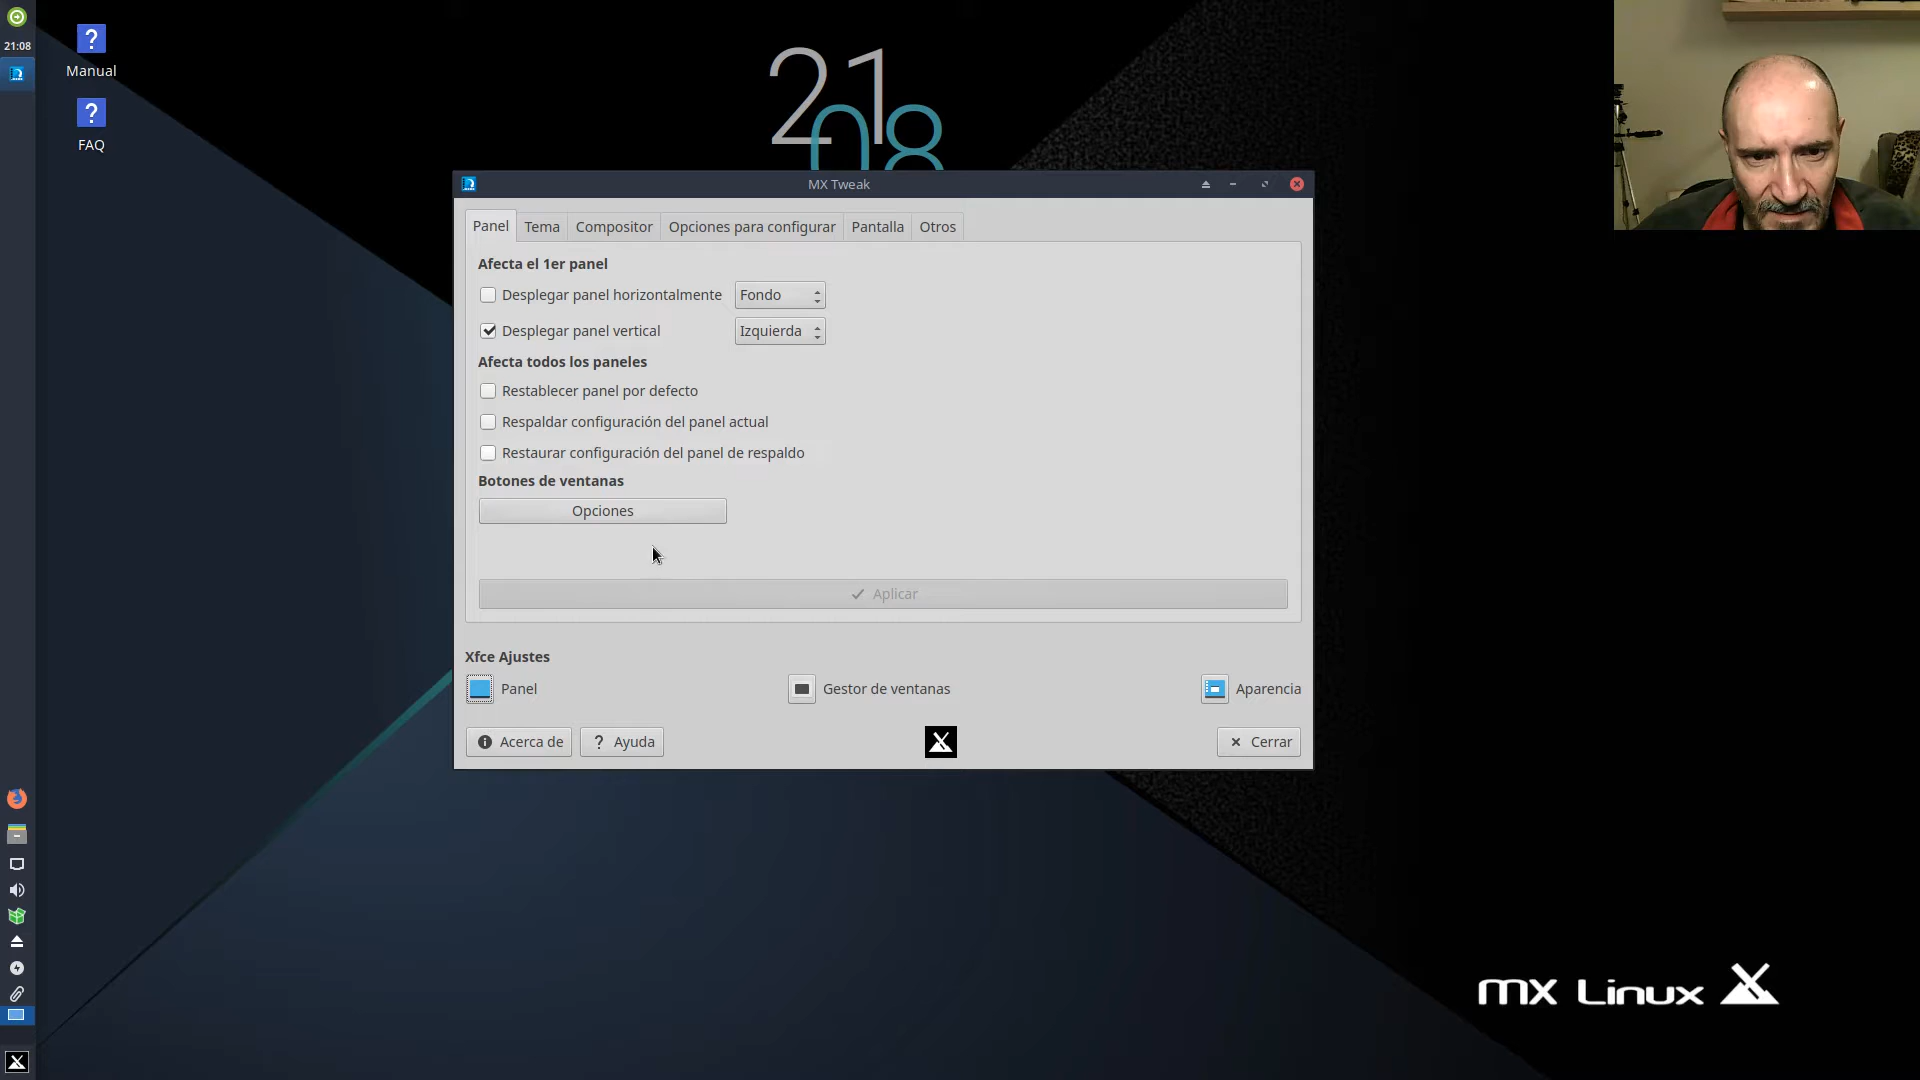 21:08
Manual
FAQ
21
08
MX Tweak
Panel Tema Compositor Opciones para configurar Pantalla Otros
Afecta el 1er panel
Desplegar panel horizontalmente Fondo
Desplegar panel vertical Izquierda
Afecta todos los paneles
Restablecer panel por defecto
Respaldar configuración del panel actual
Restaurar configuración del panel de respaldo
Botones de ventanas
Opciones
Aplicar
Xfce Ajustes
Panel Gestor de ventanas Aparencia
Acerca de Ayuda Cerrar
MX Linux